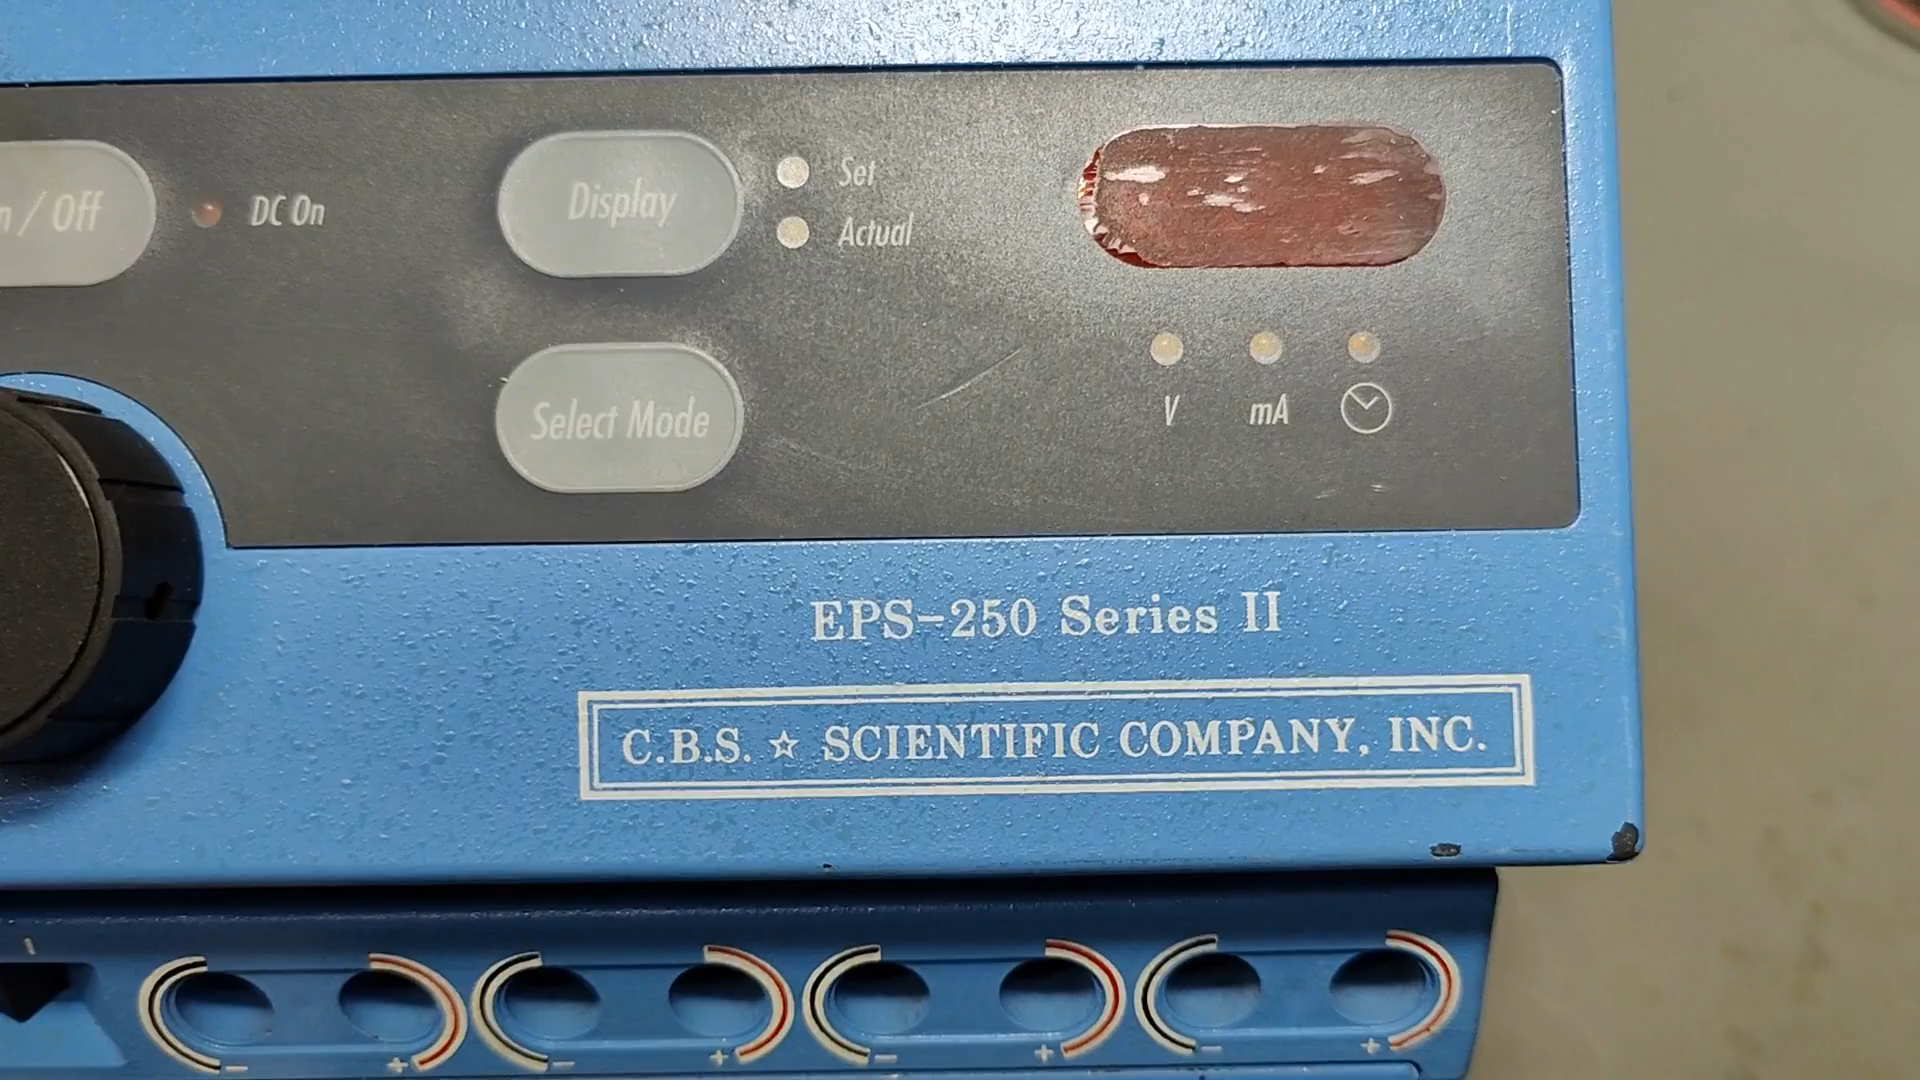 n / Off
DC On
Display
Set
Actual
Select Mode
V
mA
EPS-250 Series II
C.B.S. ☆ SCIENTIFIC COMPANY, INC.
I
- + - + - + - +